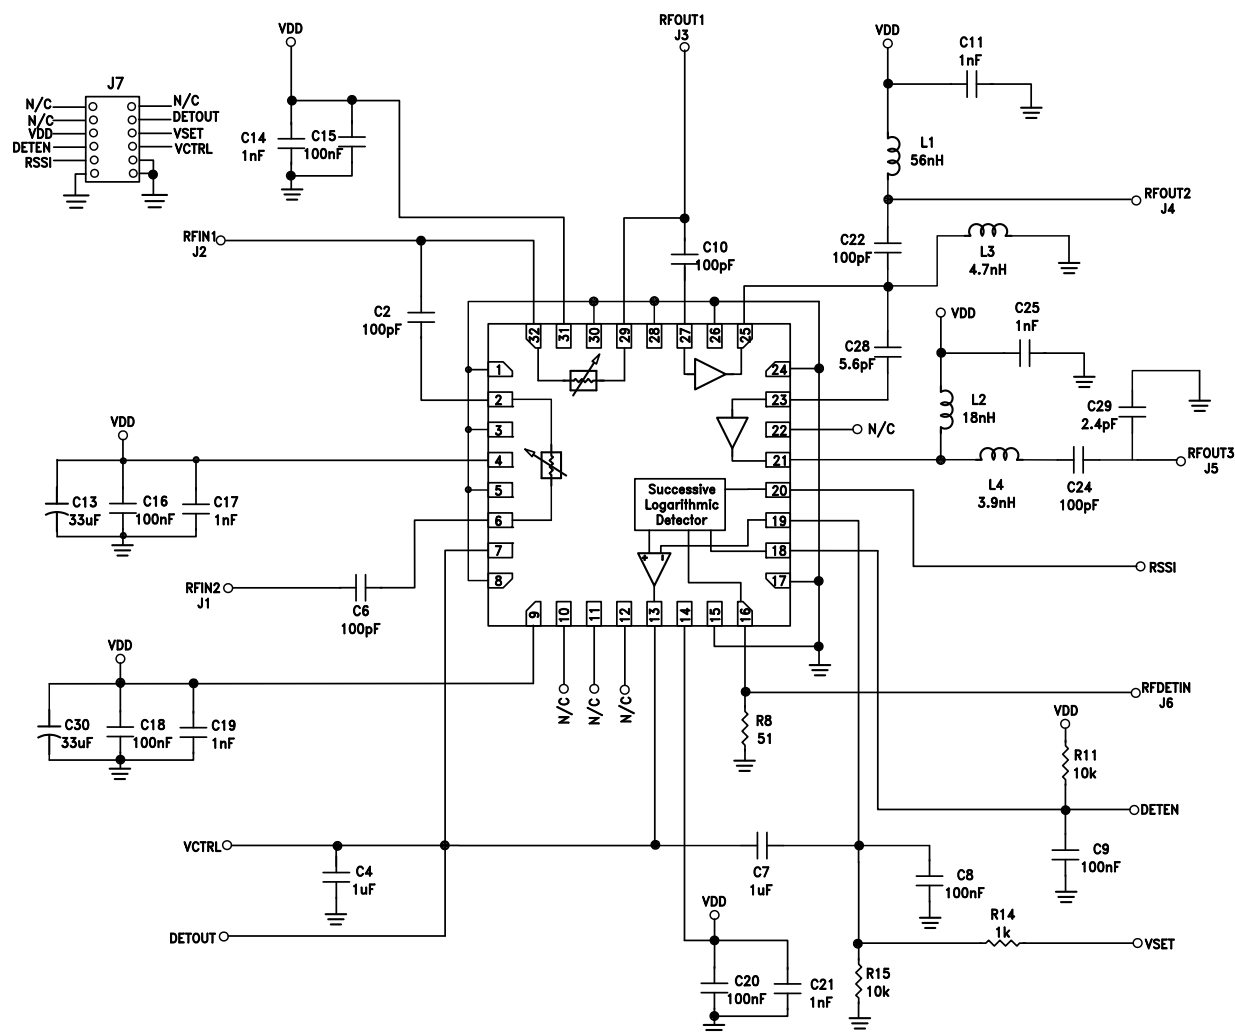 J7
N/C
N/C
VDD
DETEN
RSSI
N/C
DETOUT
VSET
VCTRL
VDD
C14
1nF
C15
100nF
RFOUT1
J3
VDD
C11
1nF
L1
56nH
RFOUT2
J4
RFIN1
J2
C10
100pF
C22
100pF
L3
4.7nH
C2
100pF
32
31
30
29
28
27
26
25
C28
5.6pF
VDD
C25
1nF
1
2
3
4
5
6
7
8
24
23
22
21
20
19
18
17
N/C
L2
18nH
C29
2.4pF
RFOUT3
J5
L4
3.9nH
C24
100pF
VDD
C13
33uF
C16
100nF
C17
1nF
Successive
Logarithmic
Detector
+
-
RSSI
RFIN2
J1
C6
100pF
9
10
11
12
13
14
15
16
VDD
C30
33uF
C18
100nF
C19
1nF
N/C
N/C
N/C
RFDETIN
J6
R8
51
VDD
R11
10k
DETEN
C9
100nF
VCTRL
C4
1uF
C7
1uF
C8
100nF
DETOUT
VDD
C20
100nF
C21
1nF
R14
1k
VSET
R15
10k